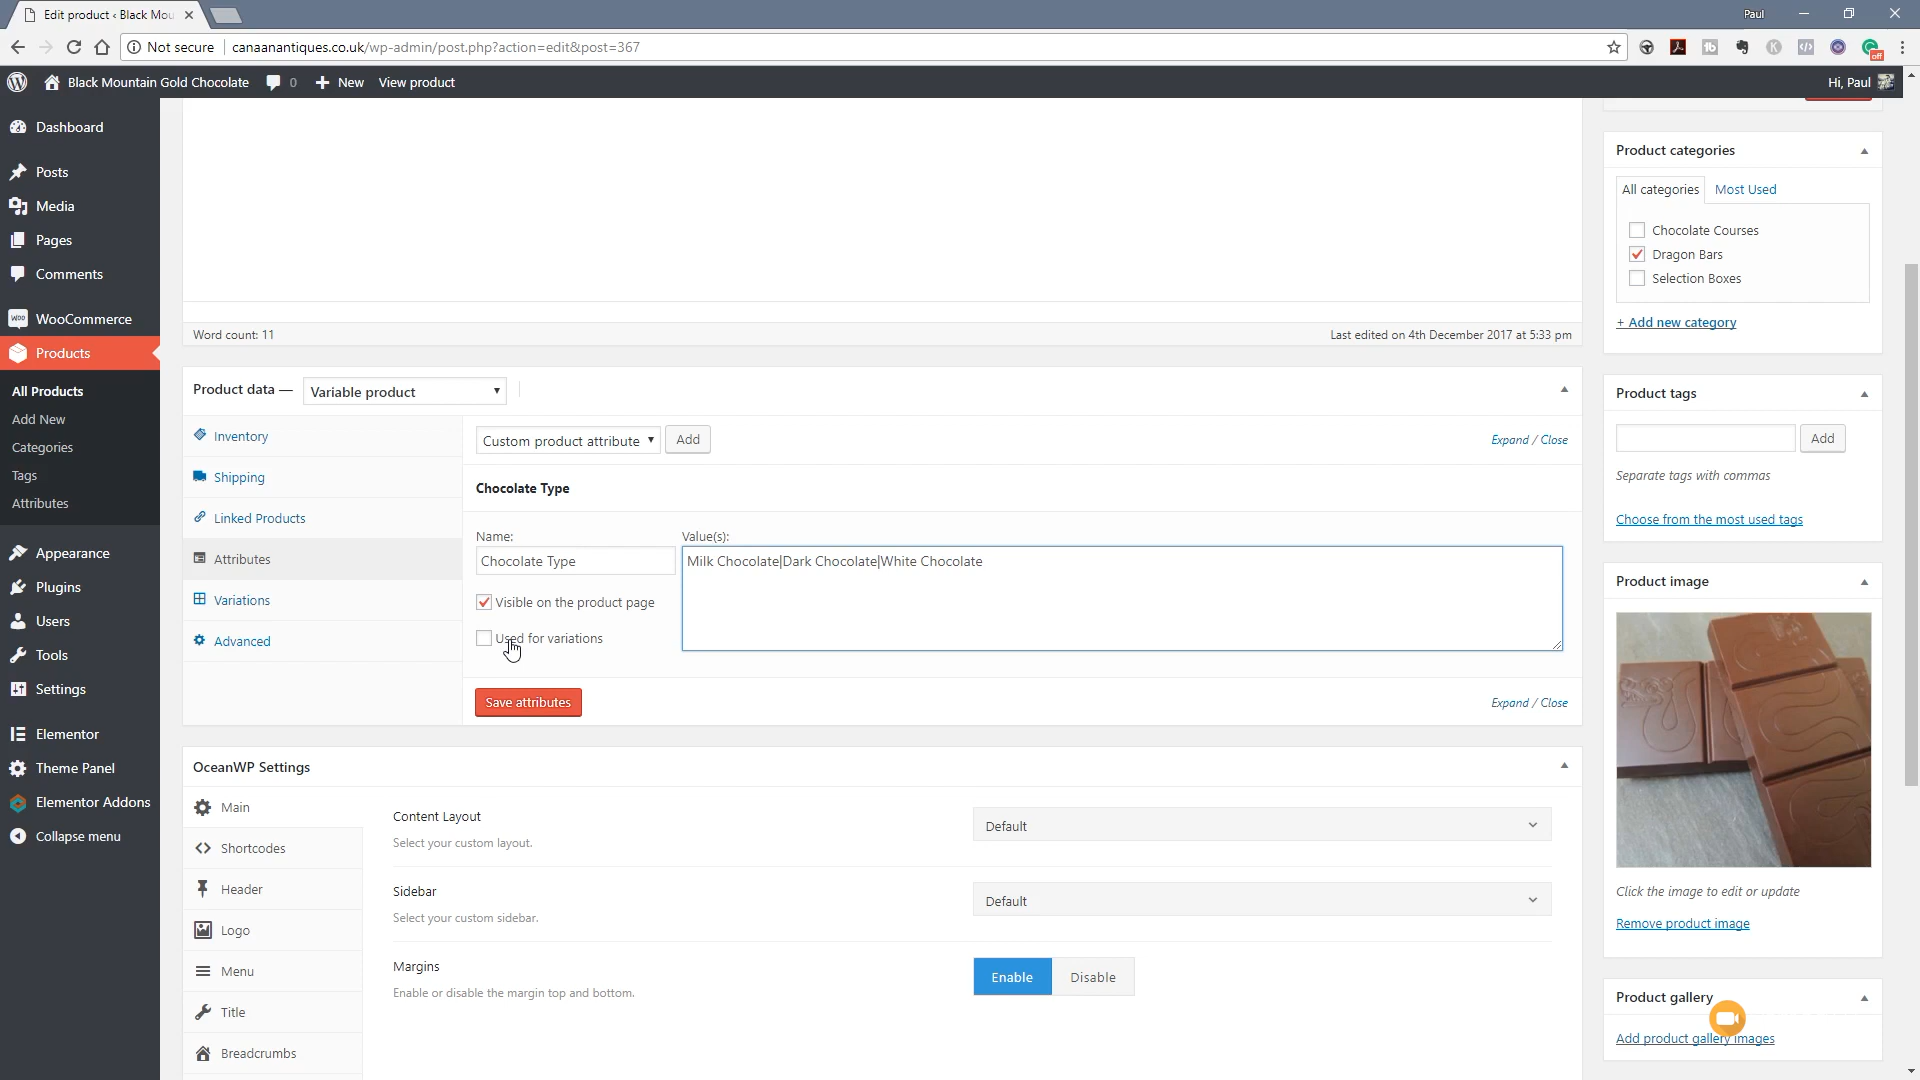 Edit product ‹ Black Mou
Paul
Not secure
canaanantiques.co.uk/wp-admin/post.php?action=edit&post=367
Black Mountain Gold Chocolate
0
New
View product
Hi, Paul
Dashboard
Posts
Media
Pages
Comments
WooCommerce
Products
All Products
Add New
Categories
Tags
Attributes
Appearance
Plugins
Users
Tools
Settings
Elementor
Theme Panel
Elementor Addons
Collapse menu
Word count: 11
Last edited on 4th December 2017 at 5:33 pm
Product data —
Variable product
Inventory
Shipping
Linked Products
Attributes
Variations
Advanced
Custom product attribute
Add
Expand / Close
Chocolate Type
Name:
Value(s):
Chocolate Type
Milk Chocolate|Dark Chocolate|White Chocolate
Visible on the product page
Used for variations
Save attributes
Expand / Close
OceanWP Settings
Main
Shortcodes
Header
Logo
Menu
Title
Breadcrumbs
Content Layout
Select your custom layout.
Default
Sidebar
Select your custom sidebar.
Default
Margins
Enable or disable the margin top and bottom.
Enable
Disable
Product categories
All categories
Most Used
Chocolate Courses
Dragon Bars
Selection Boxes
+ Add new category
Product tags
Add
Separate tags with commas
Choose from the most used tags
Product image
Click the image to edit or update
Remove product image
Product gallery
Add product gallery images